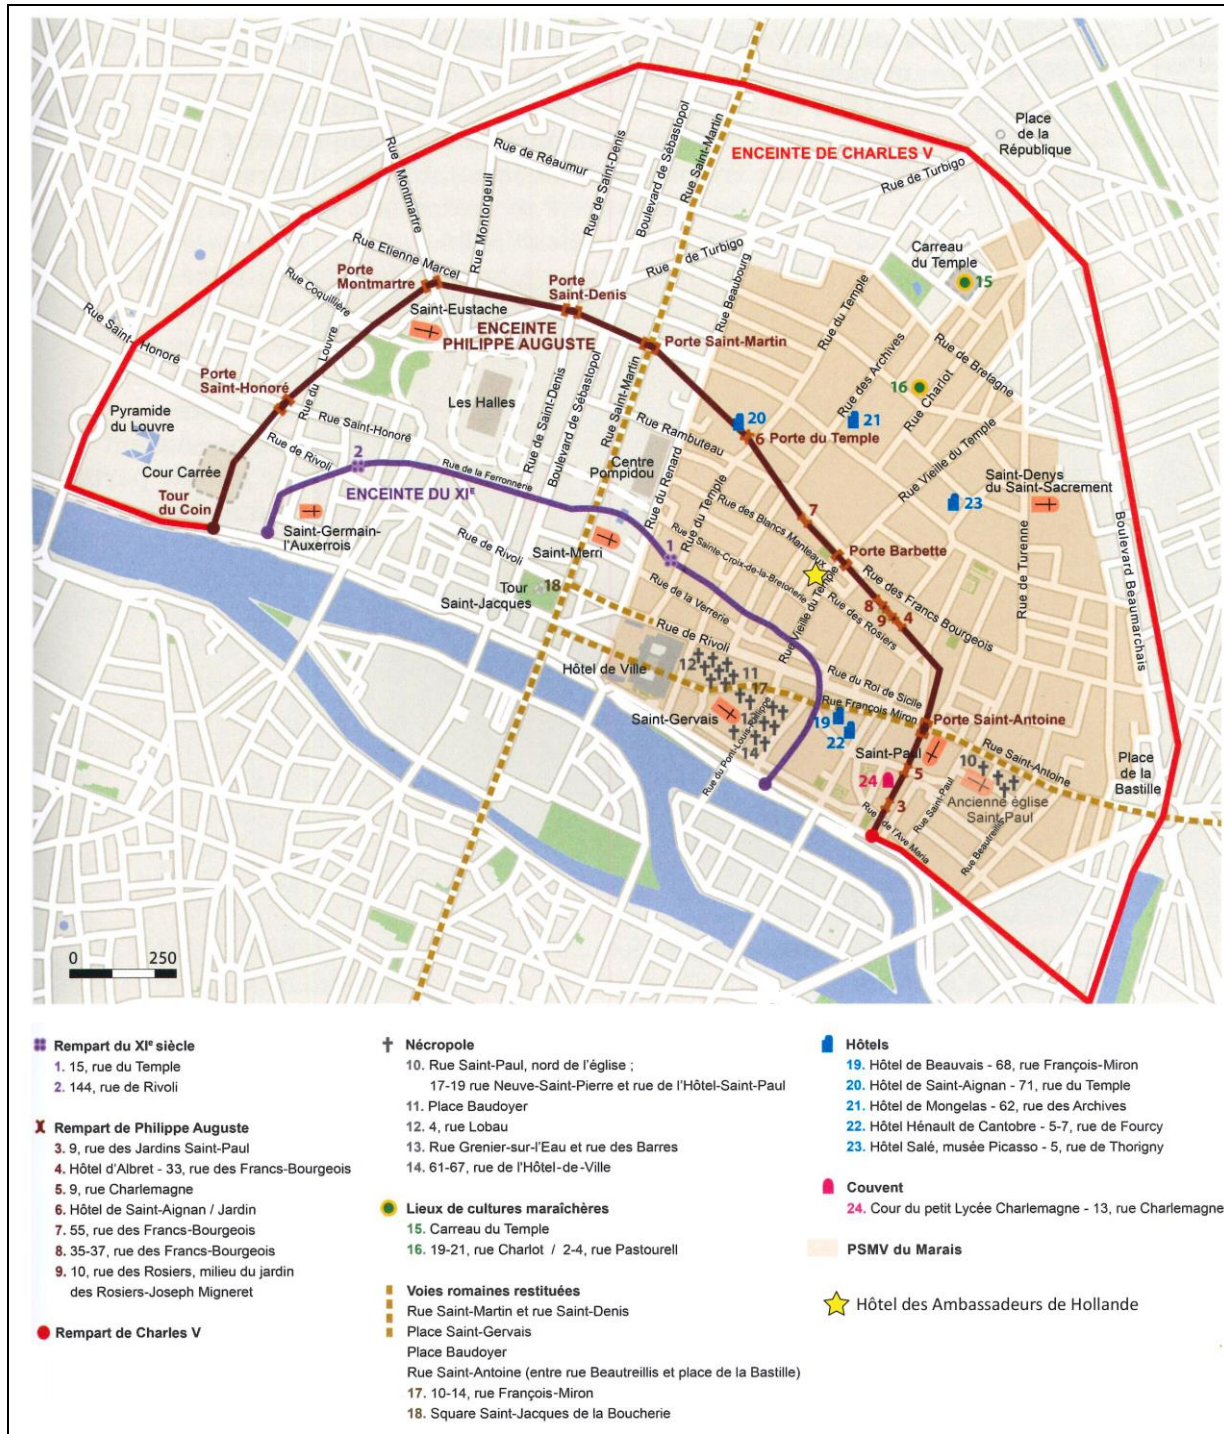 Place
de la
République
ENCEINTE DE CHARLES V
Rue de Réaumur
Rue Montmartre
Rue Montorgeuil
Rue de Saint-Denis
Boulevard de Sébastopol
Rue Saint-Martin
Rue de Turbigo
Rue de Turbigo
Carreau
du Temple
15
Rue Etienne Marcel
Porte
Montmartre
Rue Coquillière
Saint-Eustache
Porte
Saint-Denis
ENCEINTE
PHILIPPE AUGUSTE
Porte Saint-Martin
Rue Beaubourg
Rue du Temple
Rue des Archives
Rue de Bretagne
16
Rue Charlot
Rue Saint-Honoré
Porte
Saint-Honoré
Rue du Louvre
Les Halles
Rue Saint-Honoré
Rue de Saint-Denis
Boulevard de Sébastopol
Rue Saint-Martin
Pyramide
du Louvre
Rue de Rivoli
Cour Carrée
Tour
du Coin
2
Rue de la Ferronnerie
ENCEINTE DU XIE
Saint-Germain-
l'Auxerrois
Rue Rambuteau
Centre
Pompidou
Rue du Renard
20
6 Porte du Temple
21
Rue Vieille du Temple
Saint-Denys
du Saint-Sacrement
23
7
Rue des Blancs Manteaux
Porte Barbette
Rue du Temple
Rue Sainte-Croix-de-la-Bretonerie
Rue de Turenne
Boulevard Beaumarchais
Rue de Rivoli
Saint-Merri
1
18
Tour
Saint-Jacques
Rue de la Verrerie
Rue Vieille du Temple
Rue des Rosiers
Rue des Francs Bourgeois
8
9
4
Rue de Rivoli
Hôtel de Ville
12
11
17
Rue du Roi de Sicile
Rue François Miron
Saint-Gervais
14
Rue du Pont-Louis-Philippe
19
22
Porte Saint-Antoine
Saint-Paul
Rue Saint-Antoine
10
5
24
3
Ancienne église
Saint-Paul
Rue Saint-Paul
Rue de l'Ave Maria
Rue Beautreillis
Place
de la
Bastille
0 250
Rempart du XIe siècle
1. 15, rue du Temple
2. 144, rue de Rivoli
Rempart de Philippe Auguste
3. 9, rue des Jardins Saint-Paul
4. Hôtel d'Albret - 33, rue des Francs-Bourgeois
5. 9, rue Charlemagne
6. Hôtel de Saint-Aignan / Jardin
7. 55, rue des Francs-Bourgeois
8. 35-37, rue des Francs-Bourgeois
9. 10, rue des Rosiers, milieu du jardin
des Rosiers-Joseph Migneret
Rempart de Charles V
Nécropole
10. Rue Saint-Paul, nord de l'église ;
17-19 rue Neuve-Saint-Pierre et rue de l'Hôtel-Saint-Paul
11. Place Baudoyer
12. 4, rue Lobau
13. Rue Grenier-sur-l'Eau et rue des Barres
14. 61-67, rue de l'Hôtel-de-Ville
Lieux de cultures maraîchères
15. Carreau du Temple
16. 19-21, rue Charlot / 2-4, rue Pastourell
Voies romaines restituées
Rue Saint-Martin et rue Saint-Denis
Place Saint-Gervais
Place Baudoyer
Rue Saint-Antoine (entre rue Beautreillis et place de la Bastille)
17. 10-14, rue François-Miron
18. Square Saint-Jacques de la Boucherie
Hôtels
19. Hôtel de Beauvais - 68, rue François-Miron
20. Hôtel de Saint-Aignan - 71, rue du Temple
21. Hôtel de Mongelas - 62, rue des Archives
22. Hôtel Hénault de Cantobre - 5-7, rue de Fourcy
23. Hôtel Salé, musée Picasso - 5, rue de Thorigny
Couvent
24. Cour du petit Lycée Charlemagne - 13, rue Charlemagne
PSMV du Marais
Hôtel des Ambassadeurs de Hollande